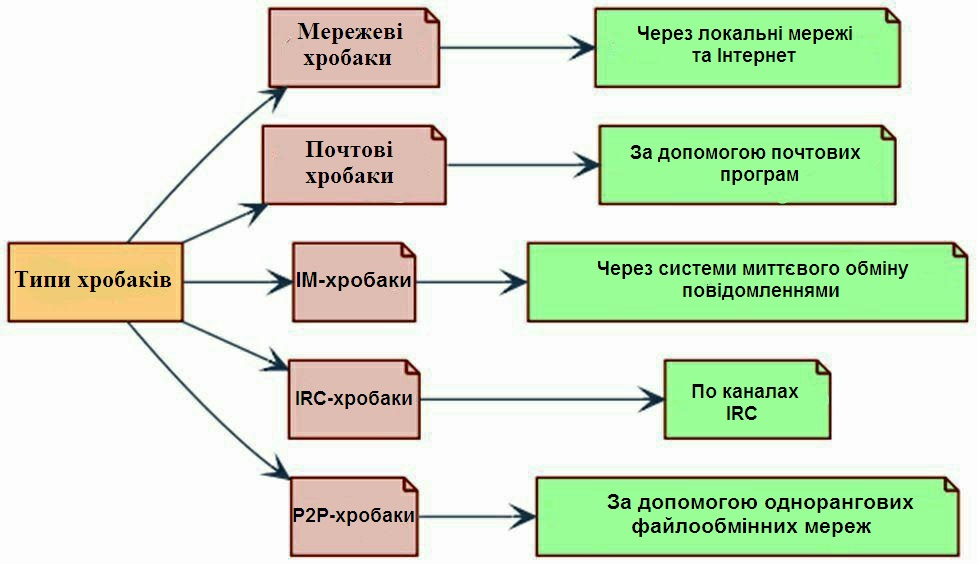 Мережеві
хробаки
Через локальні мережі
та Інтернет
Почтові
хробаки
За допомогою почтових
програм
Типи хробаків
ІМ-хробаки
Через системи миттєвого обміну
повідомленнями
IRC-хробаки
По каналах
IRC
P2P-хробаки
За допомогою однорангових
файлообмінних мереж